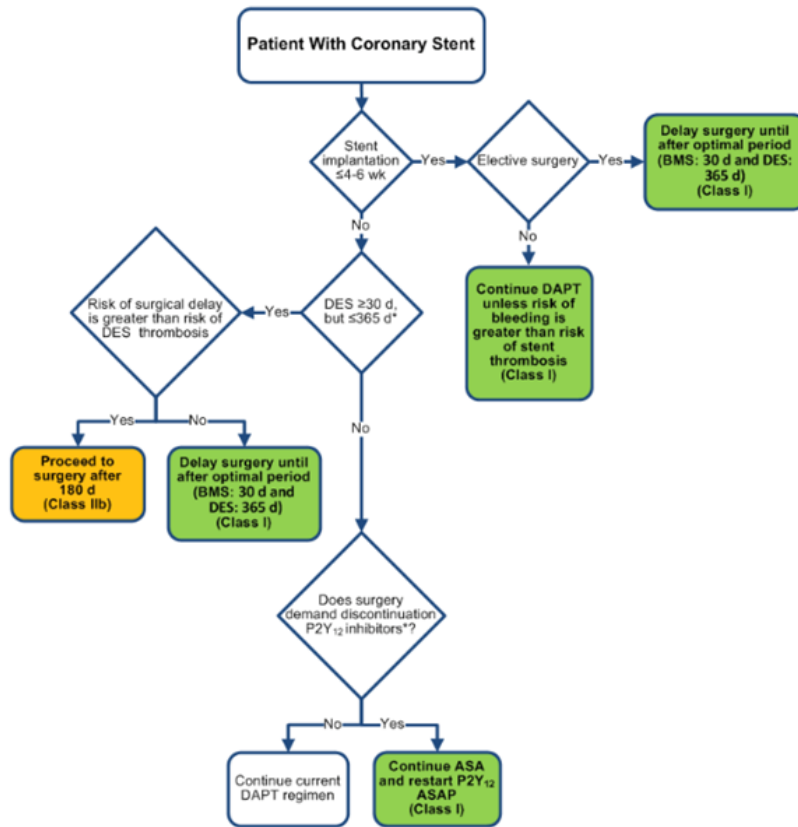 Patient With Coronary Stent
Stent
implantation
≤4-6 wk
Yes
Elective surgery
Yes
Delay surgery until
after optimal period
(BMS: 30 d and DES:
365 d)
(Class I)
No
No
Continue DAPT
unless risk of
bleeding is
greater than risk
of stent
thrombosis
(Class I)
Risk of surgical delay
is greater than risk of
DES thrombosis
Yes
DES ≥30 d,
but ≤365 d*
Yes
No
Proceed to
surgery after
180 d
(Class IIb)
Delay surgery until
after optimal period
(BMS: 30 d and
DES: 365 d)
(Class I)
No
Does surgery
demand discontinuation
P2Y₁₂ inhibitors*?
No
Yes
Continue current
DAPT regimen
Continue ASA
and restart P2Y₁₂
ASAP
(Class I)